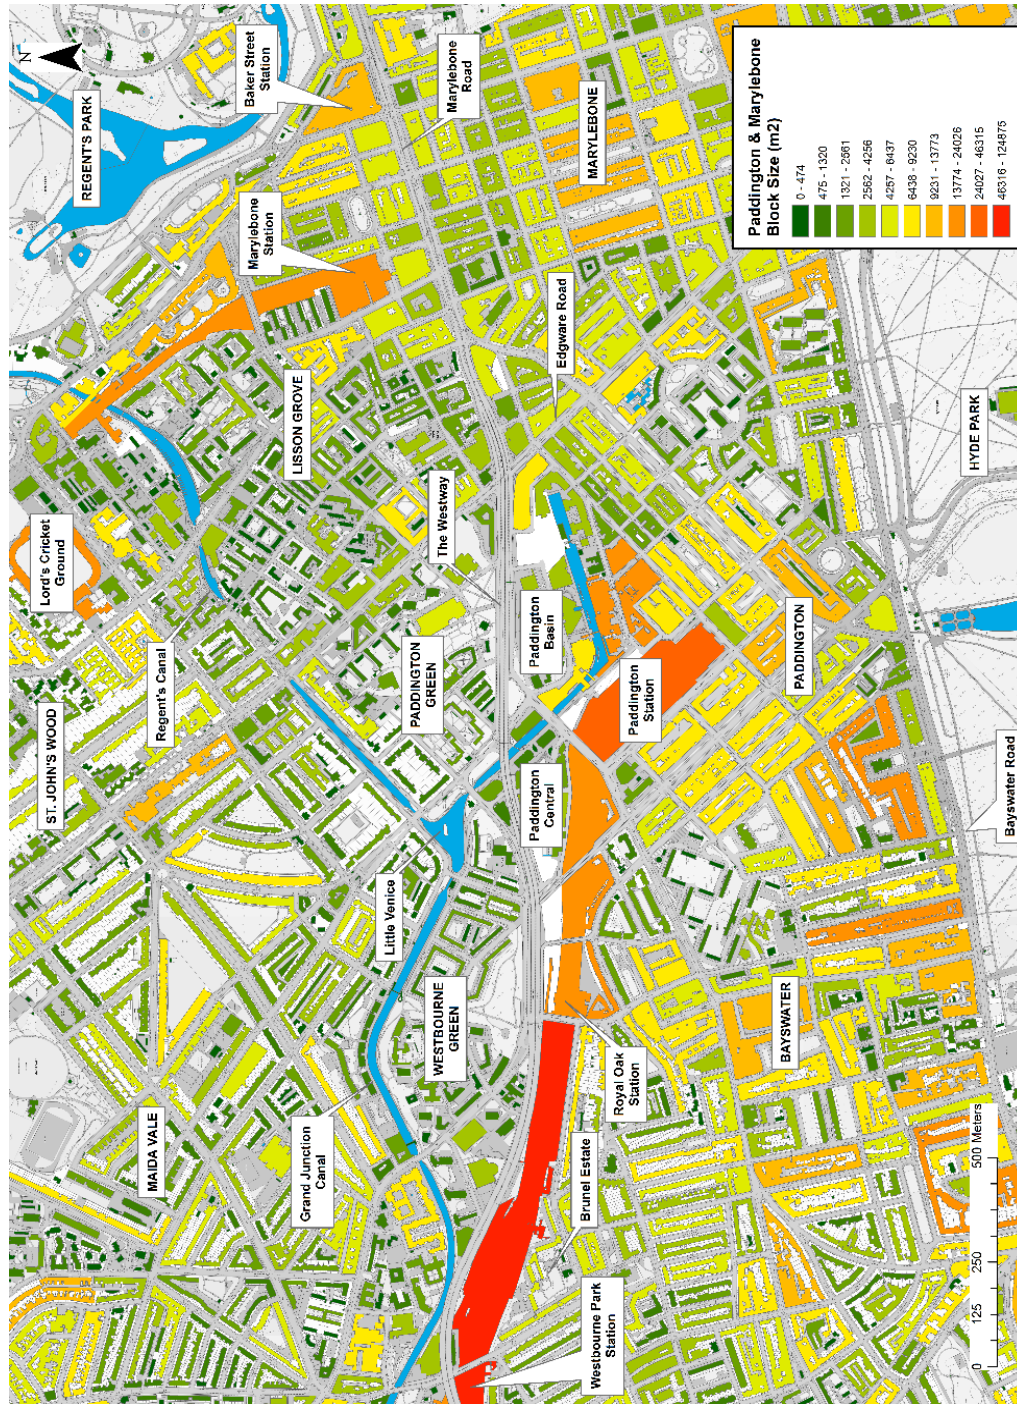 N
REGENT'S PARK
Baker Street
Station
Marylebone
Road
MARYLEBONE
Marylebone
Station
Edgware Road
LISSON GROVE
The Westway
Lord's Cricket
Ground
Regent's Canal
ST. JOHN'S WOOD
PADDINGTON
GREEN
Paddington
Basin
Paddington
Station
PADDINGTON
HYDE PARK
Bayswater Road
Paddington
Central
Little Venice
WESTBOURNE
GREEN
MAIDA VALE
Grand Junction
Canal
Royal Oak
Station
BAYSWATER
Brunel Estate
Westbourne Park
Station
Paddington & Marylebone
Block Size (m2)
0 - 474
475 - 1320
1321 - 2561
2562 - 4256
4257 - 6437
6438 - 9230
9231 - 13773
13774 - 24026
24027 - 46315
46316 - 124875
0 125 250 500 Meters